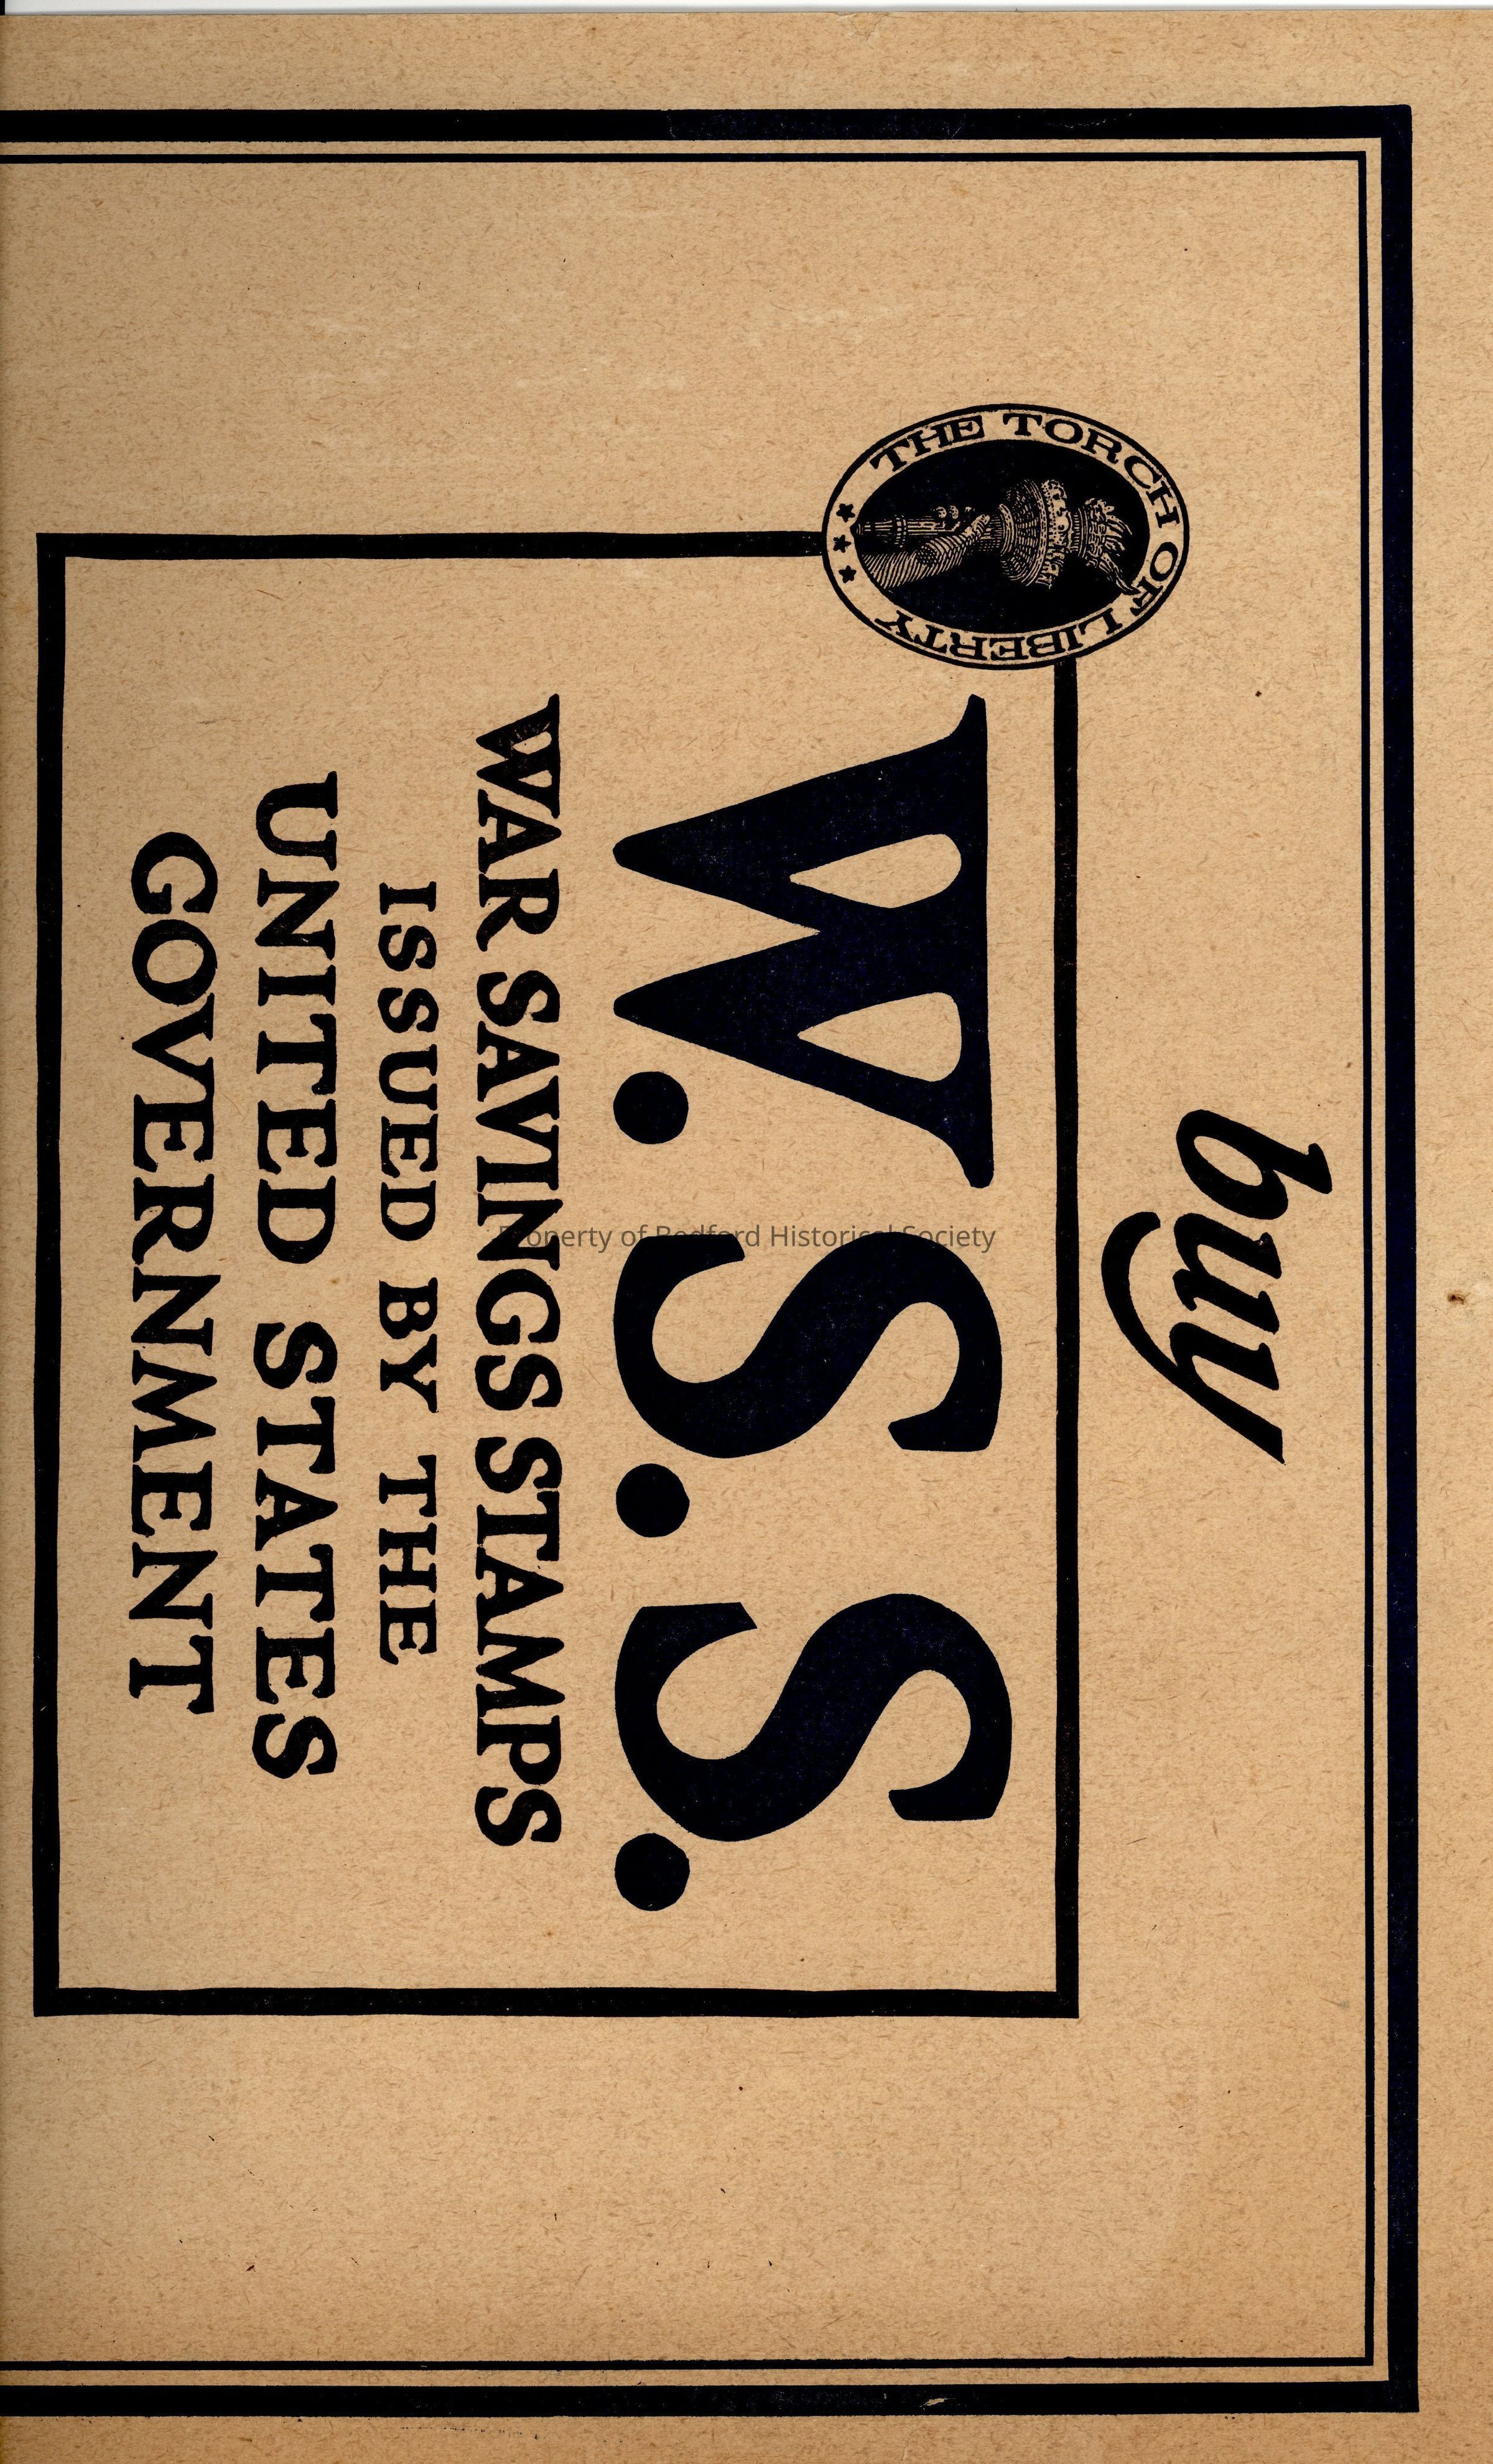 buy
THE TORCH OF LIBERTY
W.S.S.
WAR SAVINGS STAMPS
ISSUED BY THE
UNITED STATES
GOVERNMENT
Property of Bedford Historical Society